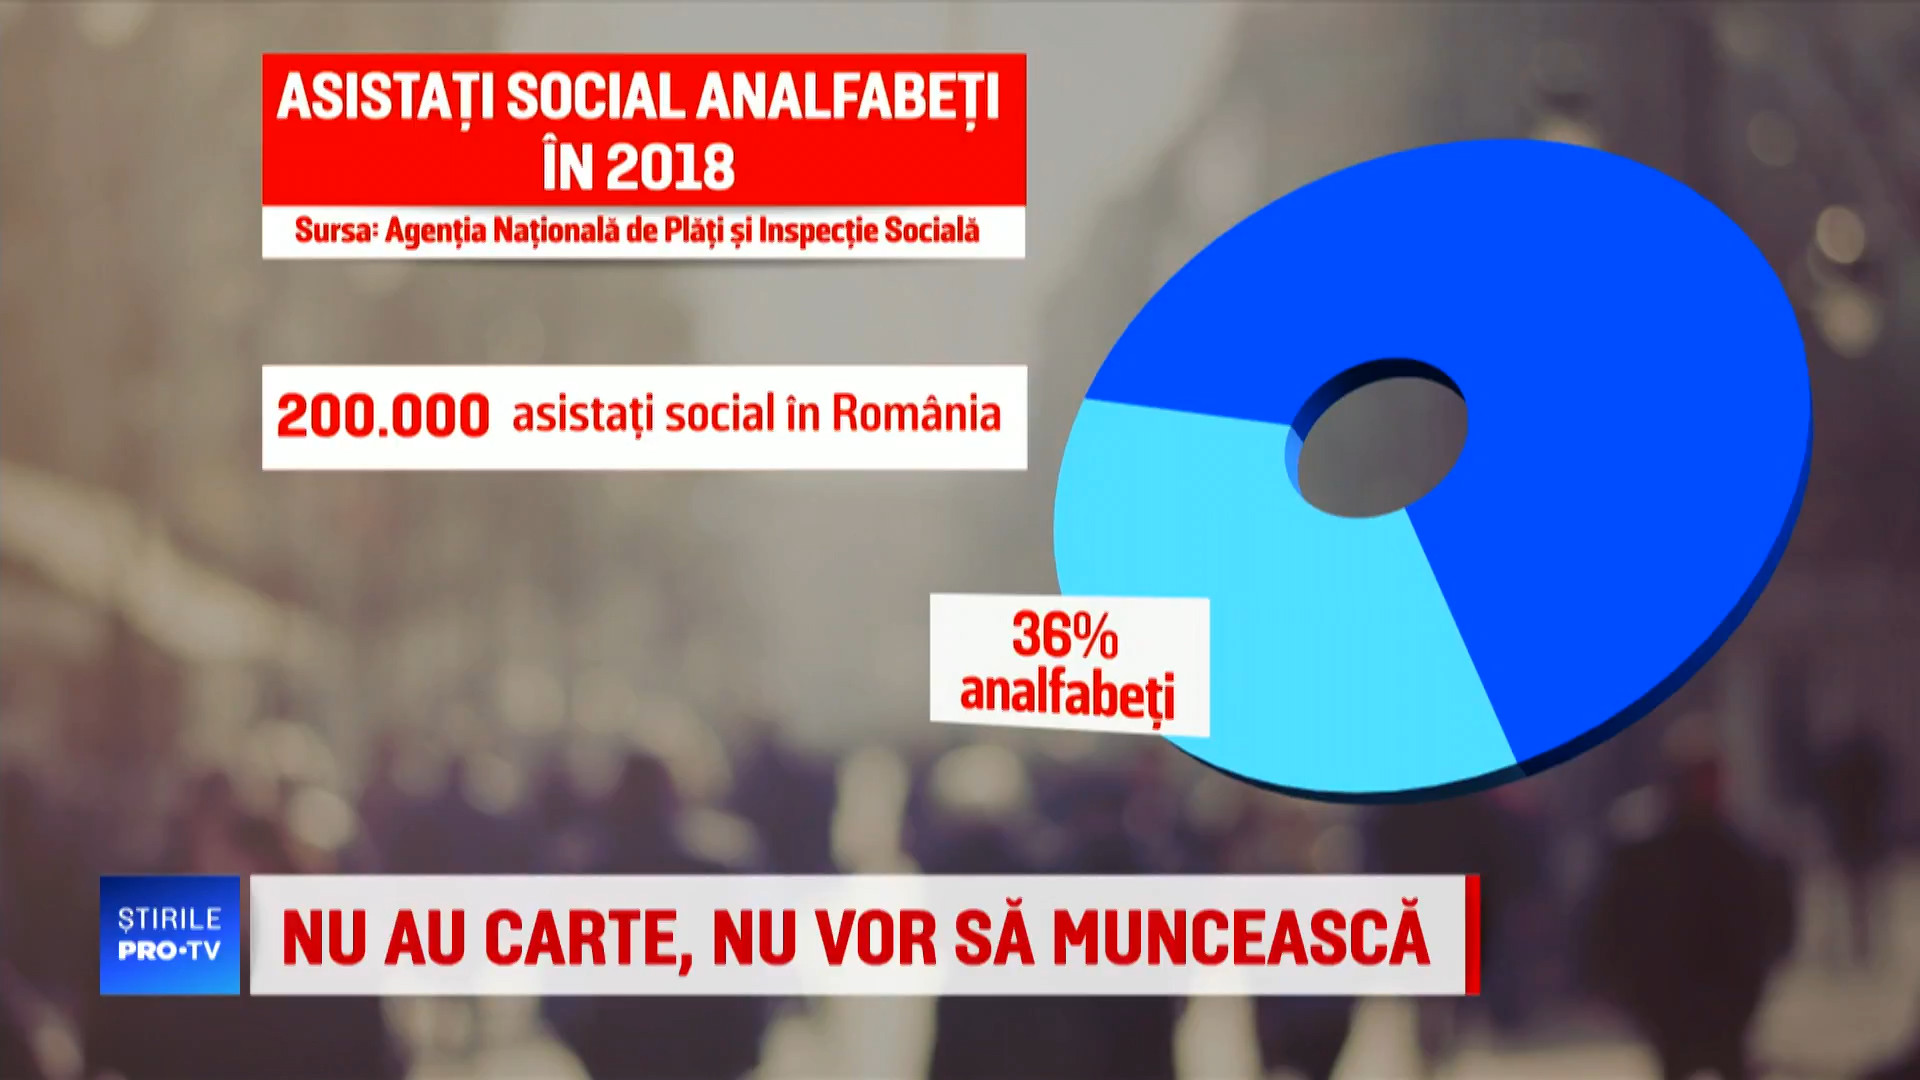 ASISTAȚI SOCIAL ANALFABEȚI
ÎN 2018
Sursa: Agenția Națională de Plăți și Inspecție Socială
200.000 asistați social în România
36%
analfabeți
ȘTIRILE
PRO•TV
NU AU CARTE, NU VOR SĂ MUNCEASCĂ